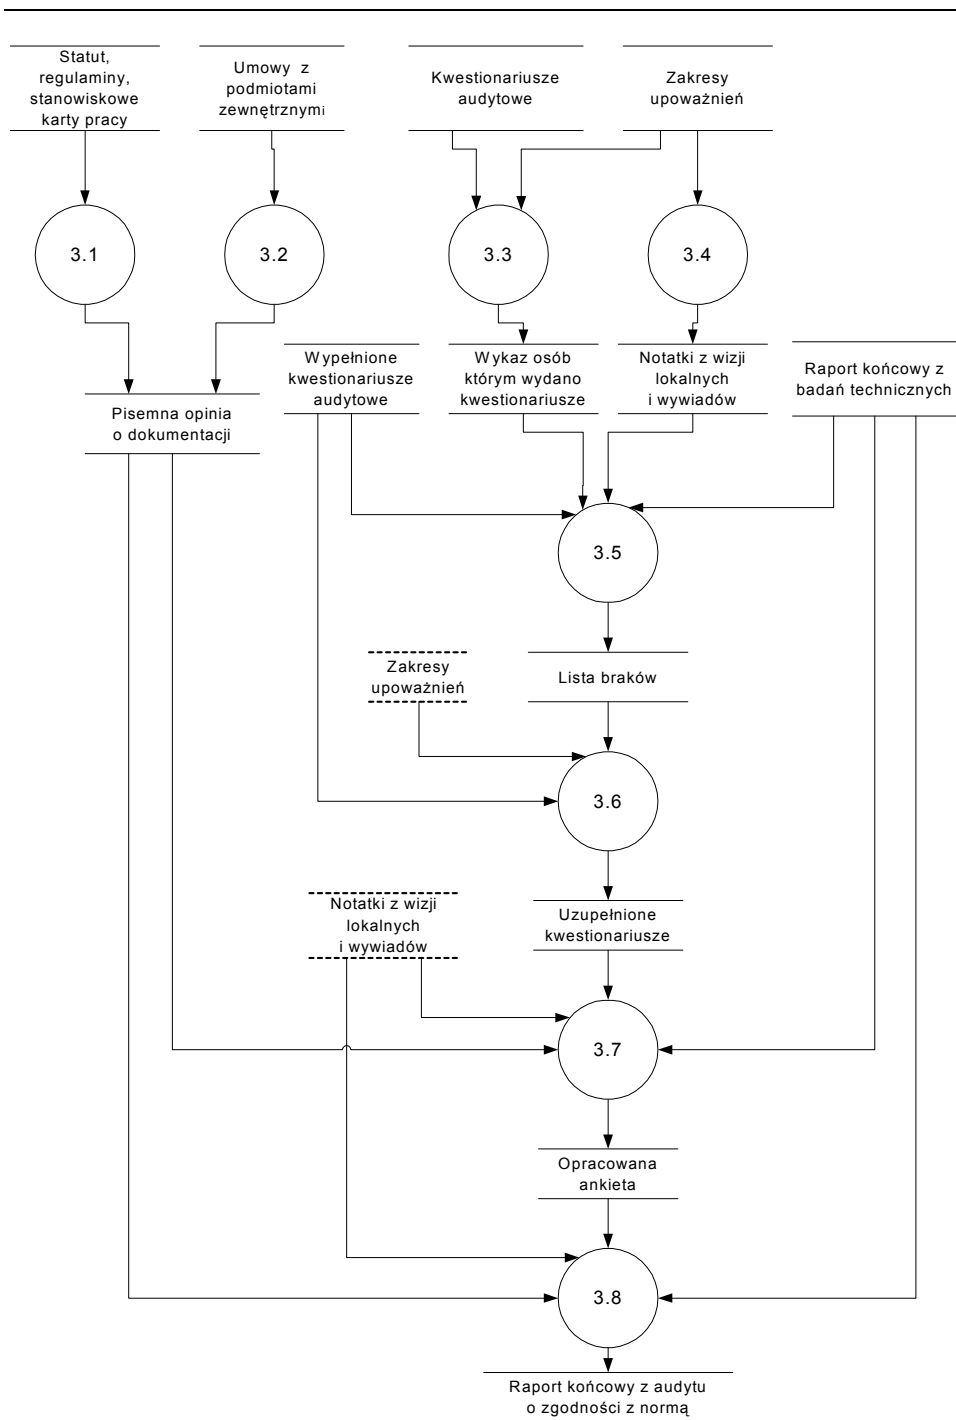 Statut,
regulaminy,
stanowiskowe
karty pracy
Umowy z
podmiotami
zewnętrznymi
Kwestionariusze
audytowe
Zakresy
upoważnień
3.1
3.2
3.3
3.4
Wypełnione
kwestionariusze
audytowe
Wykaz osób
którym wydano
kwestionariusze
Notatki z wizji
lokalnych
i wywiadów
Raport końcowy z
badań technicznych
Pisemna opinia
o dokumentacji
3.5
Zakresy
upoważnień
Lista braków
3.6
Notatki z wizji
lokalnych
i wywiadów
Uzupełnione
kwestionariusze
3.7
Opracowana
ankieta
3.8
Raport końcowy z audytu
o zgodności z normą